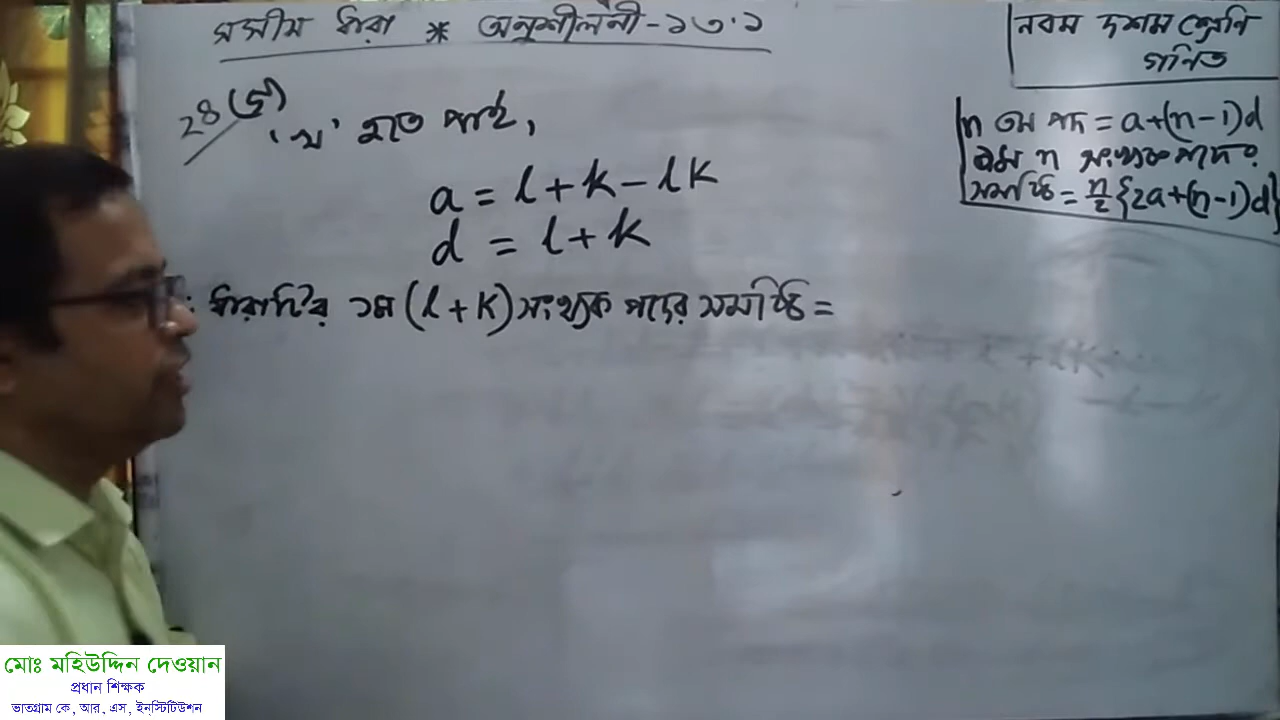 সসীম ধারা * অনুশীলনী-১৩.১
নবম দশম শ্রেণি
গণিত
২৪(গ)
'খ' হতে পাই,
a = l + k - lk
d = l + k
∴ ধারাটির ১ম (l + k) সংখ্যক পদের সমষ্টি =
n তম পদ = a+(n-1)d
১ম n সংখ্যক পদের
সমষ্টি = n/2 {2a+(n-1)d}
মোঃ মহিউদ্দিন দেওয়ান
প্রধান শিক্ষক
ভাতগ্রাম কে, আর, এস, ইনস্টিটিউশন